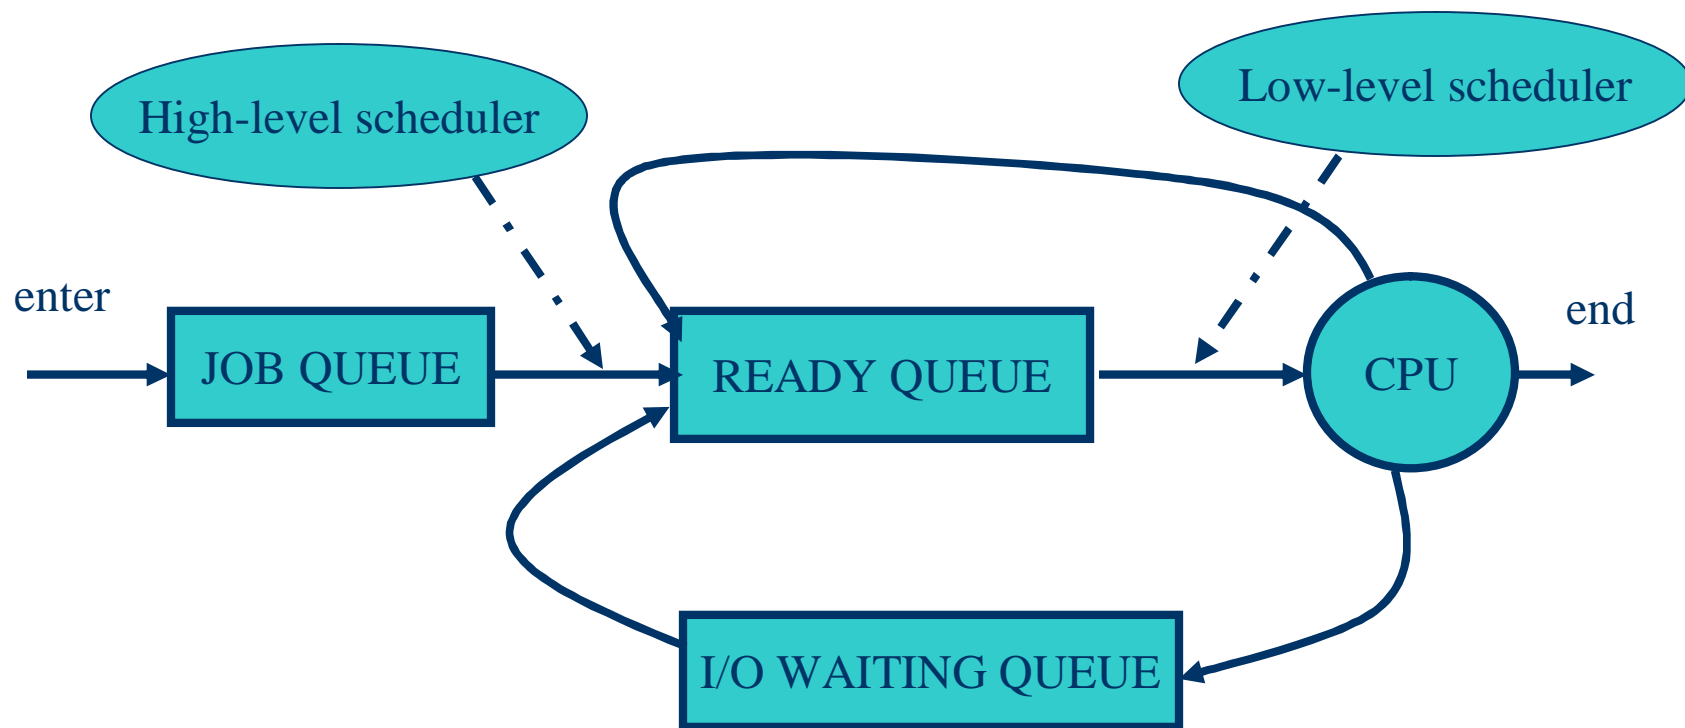 High-level scheduler
Low-level scheduler
enter
JOB QUEUE
READY QUEUE
CPU
end
I/O WAITING QUEUE